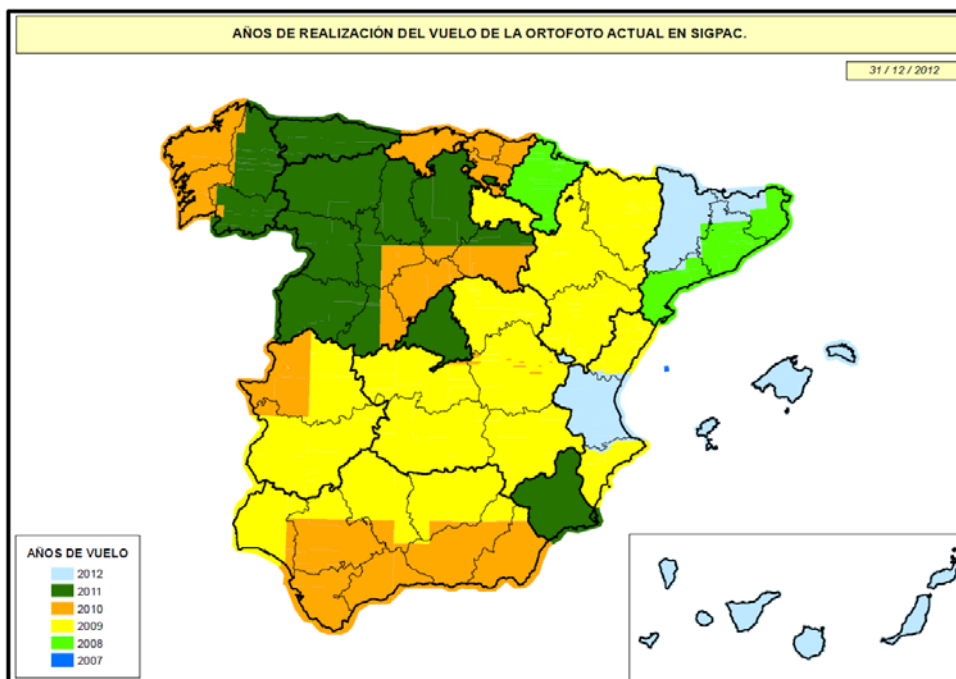 AÑOS DE REALIZACIÓN DEL VUELO DE LA ORTOFOTO ACTUAL EN SIGPAC.
31 / 12 / 2012
AÑOS DE VUELO
2012
2011
2010
2009
2008
2007